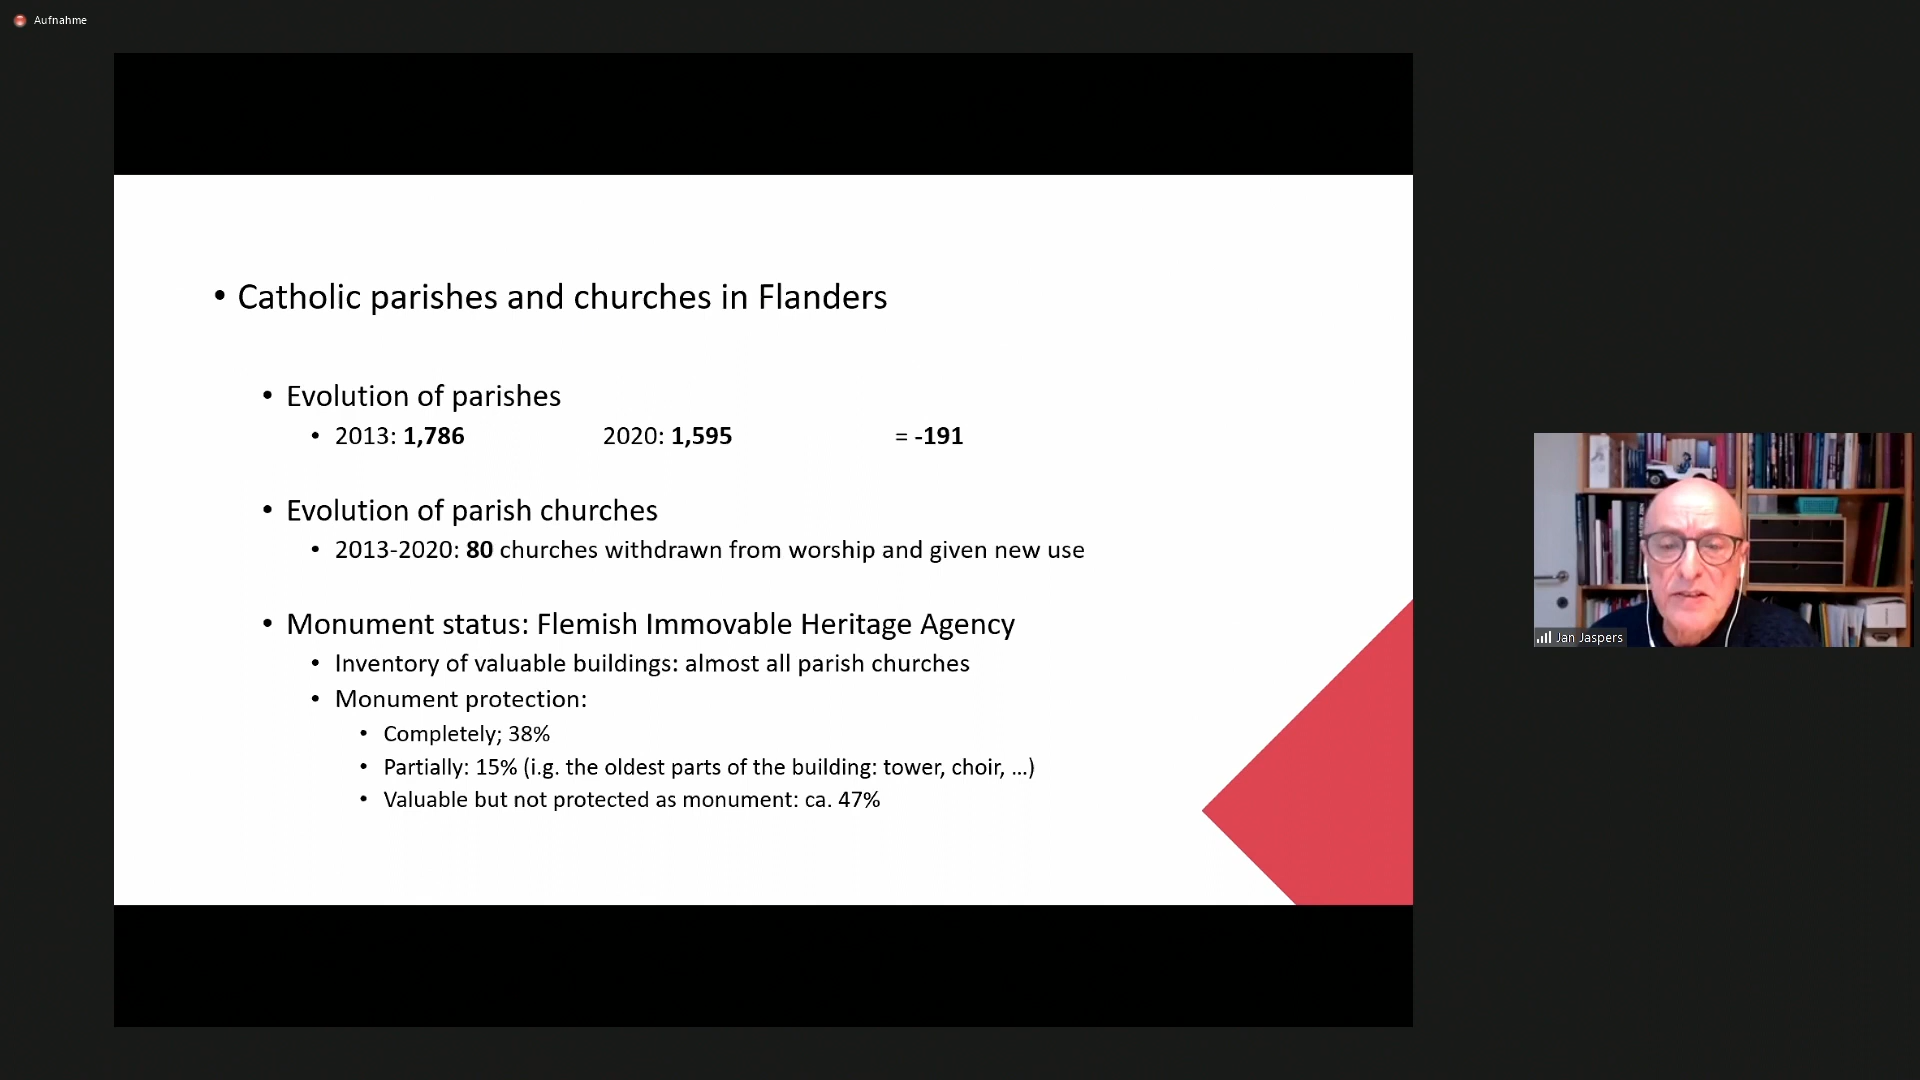 Aufnahme
• Catholic parishes and churches in Flanders
• Evolution of parishes
• 2013: 1,786 2020: 1,595 = -191
• Evolution of parish churches
• 2013-2020: 80 churches withdrawn from worship and given new use
• Monument status: Flemish Immovable Heritage Agency
• Inventory of valuable buildings: almost all parish churches
• Monument protection:
• Completely; 38%
• Partially: 15% (i.g. the oldest parts of the building: tower, choir, ...)
• Valuable but not protected as monument: ca. 47%
Jan Jaspers